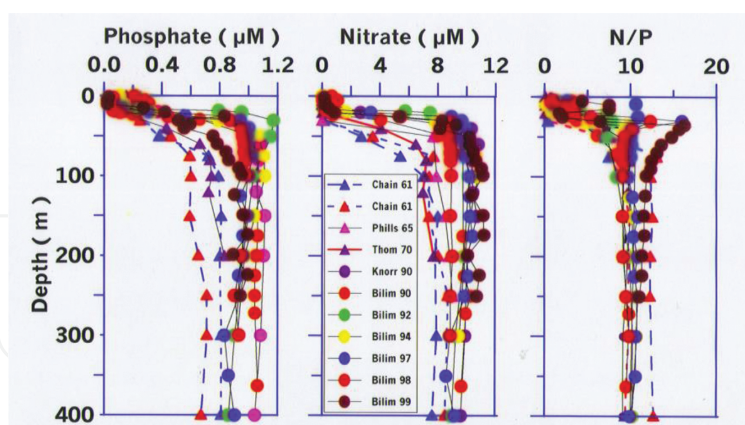 Phosphate ( µM ) Nitrate ( µM ) N/P
0.0 0.4 0.8 1.2 0 4 8 12 0 10 20
0
100
200
300
400
Depth ( m )
Chain 61
Chain 61
Phills 65
Thom 70
Knorr 90
Bilim 90
Bilim 92
Bilim 94
Bilim 97
Bilim 98
Bilim 99